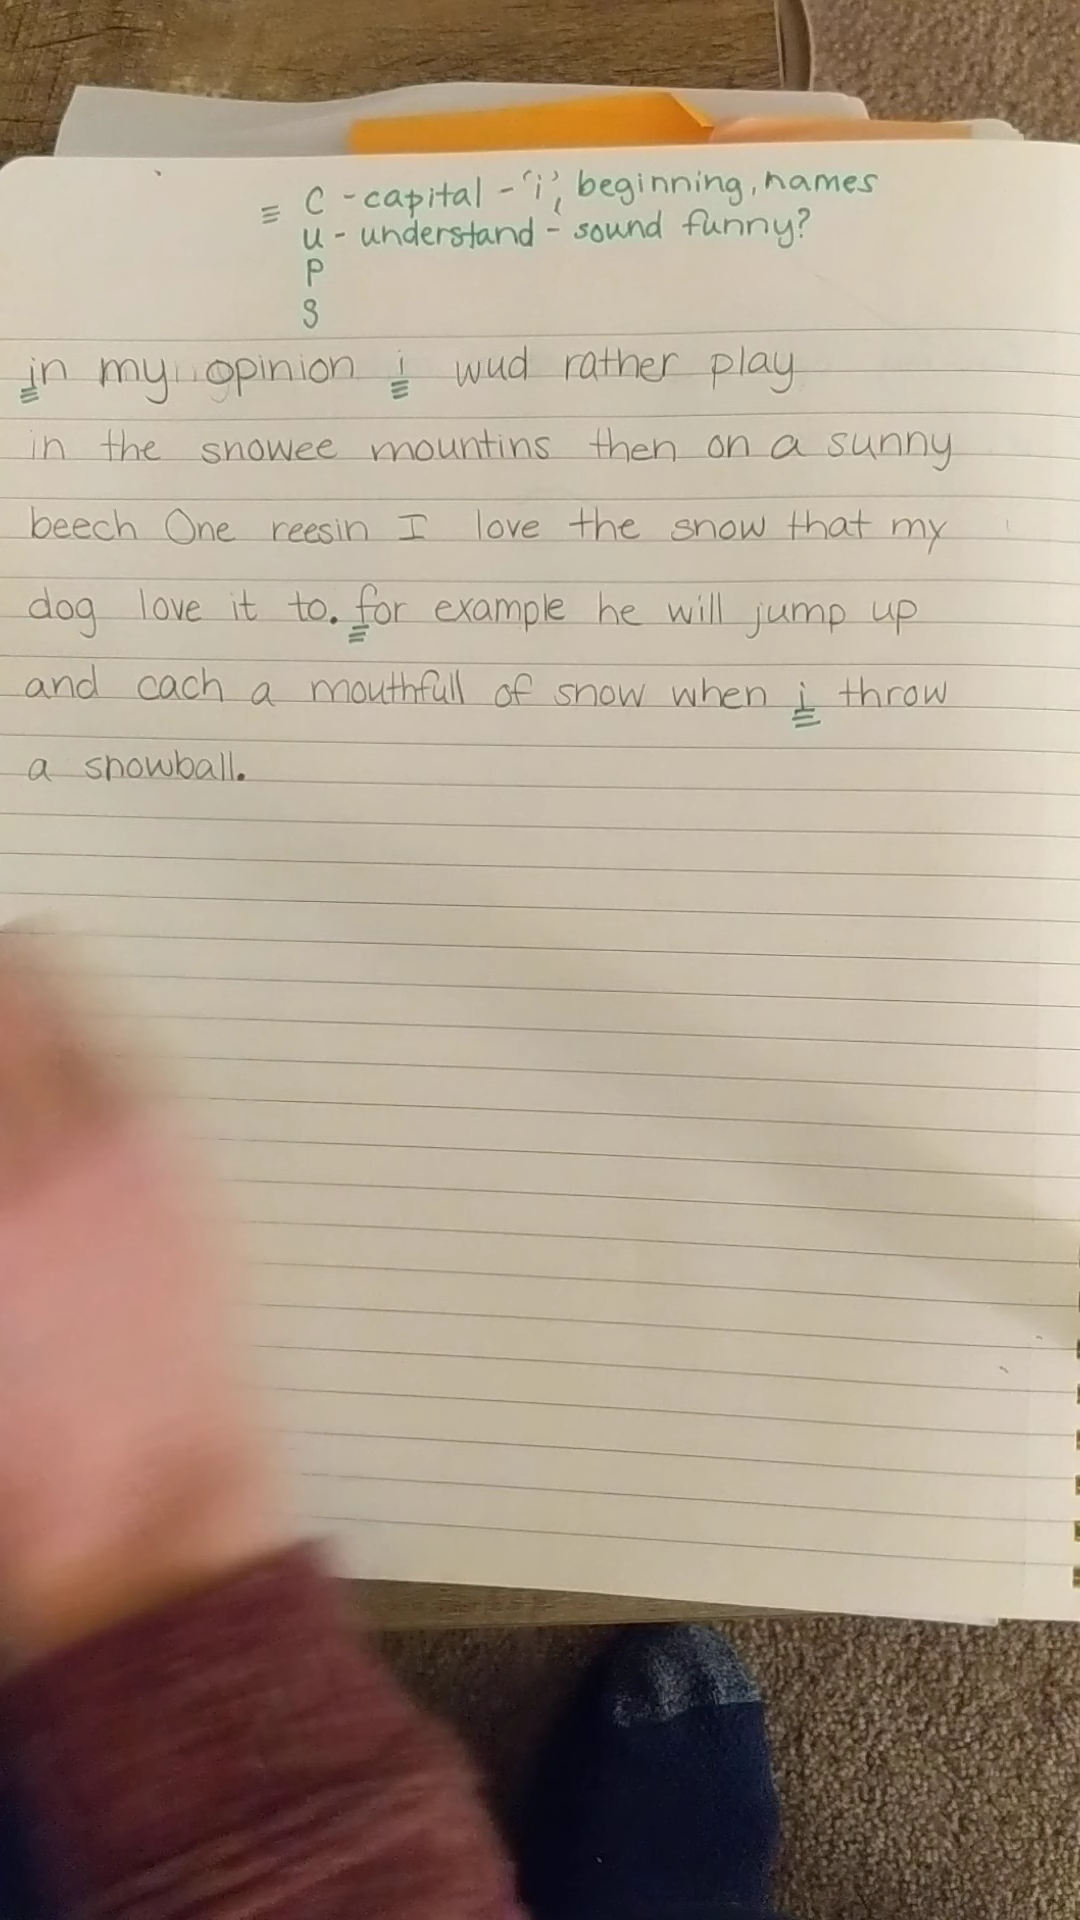 ≡ C - capital - 'i', beginning, names
U - understand - sound funny?
P
S
in my opinion i wud rather play
in the snowee mountins then on a sunny
beech One reesin I love the snow that my
dog love it to. for example he will jump up
and cach a mouthfull of snow when i throw
a snowball.